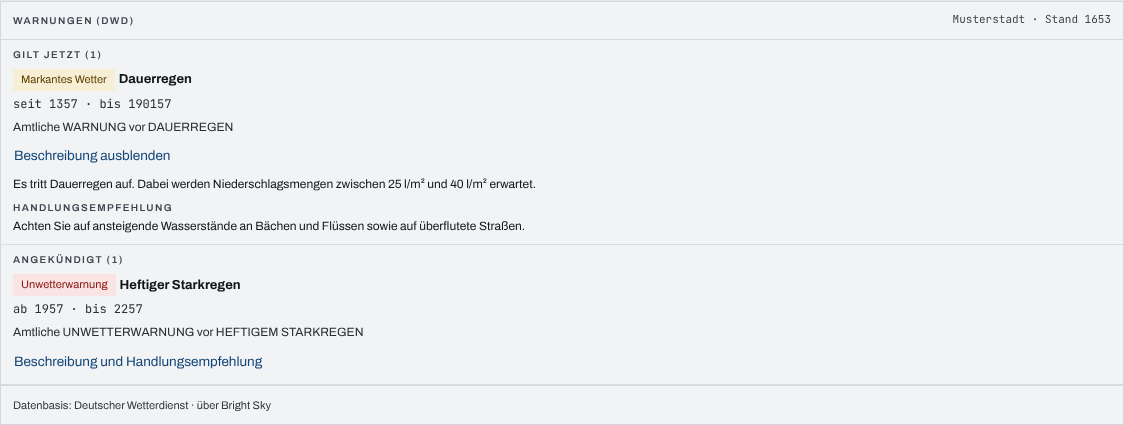 WARNUNGEN (DWD)
Musterstadt · Stand 1653
GILT JETZT (1)
Markantes Wetter Dauerregen
seit 1357 · bis 190157
Amtliche WARNUNG vor DAUERREGEN
Beschreibung ausblenden
Es tritt Dauerregen auf. Dabei werden Niederschlagsmengen zwischen 25 l/m² und 40 l/m² erwartet.
HANDLUNGSEMPFEHLUNG
Achten Sie auf ansteigende Wasserstände an Bächen und Flüssen sowie auf überflutete Straßen.
ANGEKÜNDIGT (1)
Unwetterwarnung Heftiger Starkregen
ab 1957 · bis 2257
Amtliche UNWETTERWARNUNG vor HEFTIGEM STARKREGEN
Beschreibung und Handlungsempfehlung
Datenbasis: Deutscher Wetterdienst · über Bright Sky